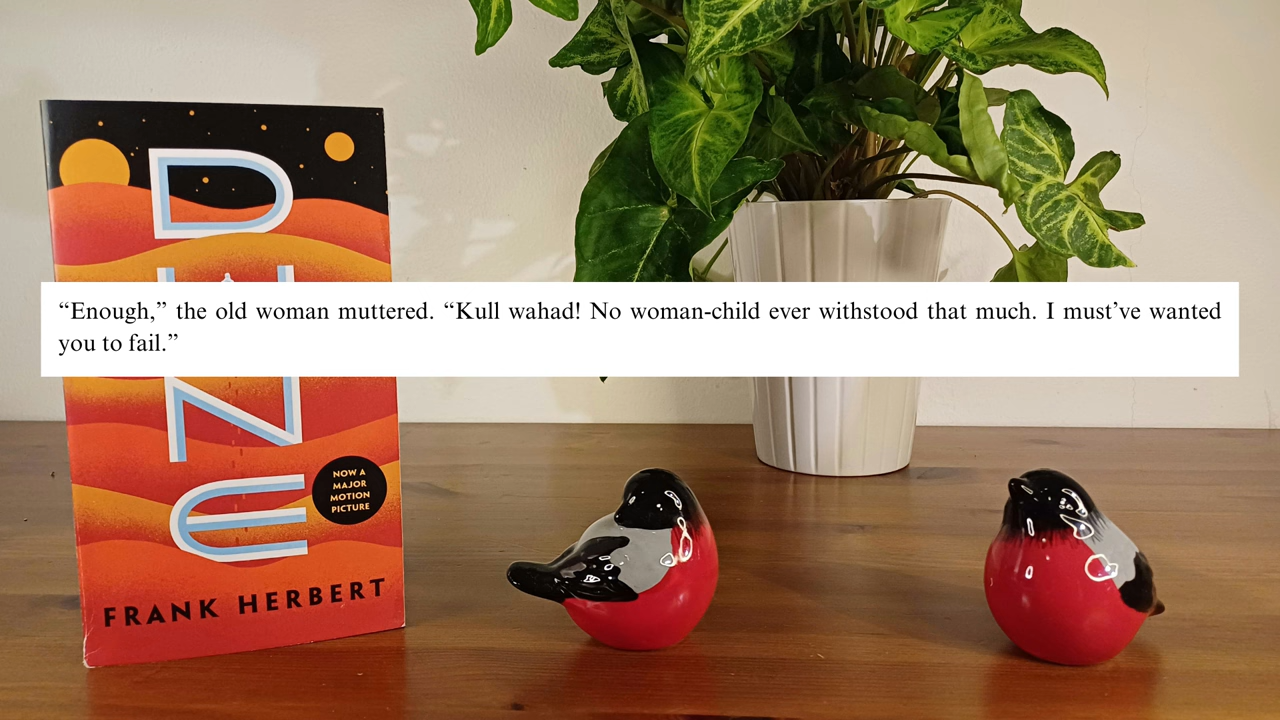 DUNE
“Enough,” the old woman muttered. “Kull wahad! No woman-child ever withstood that much. I must’ve wanted
you to fail.”
NOW A
MAJOR
MOTION
PICTURE
FRANK HERBERT